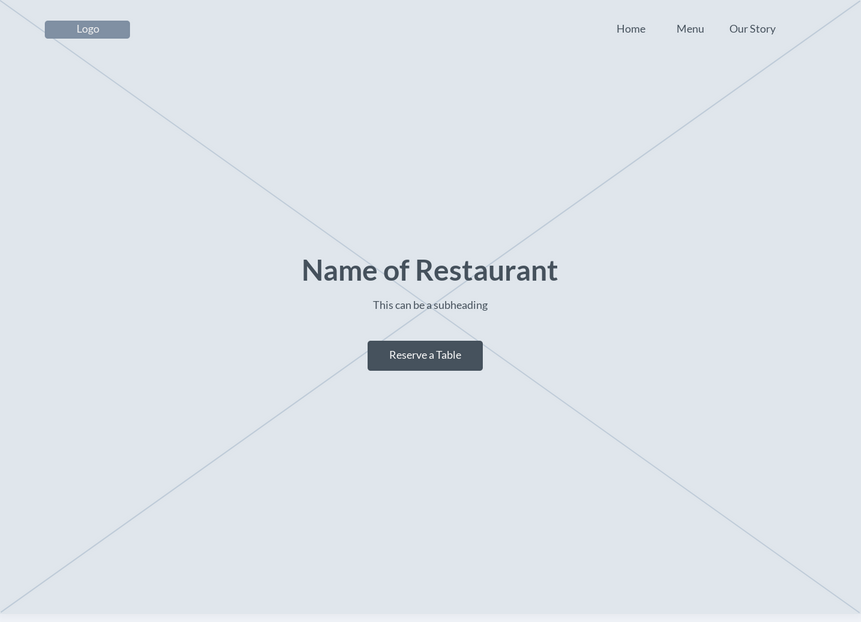 Logo
Home Menu Our Story
Name of Restaurant
This can be a subheading
Reserve a Table